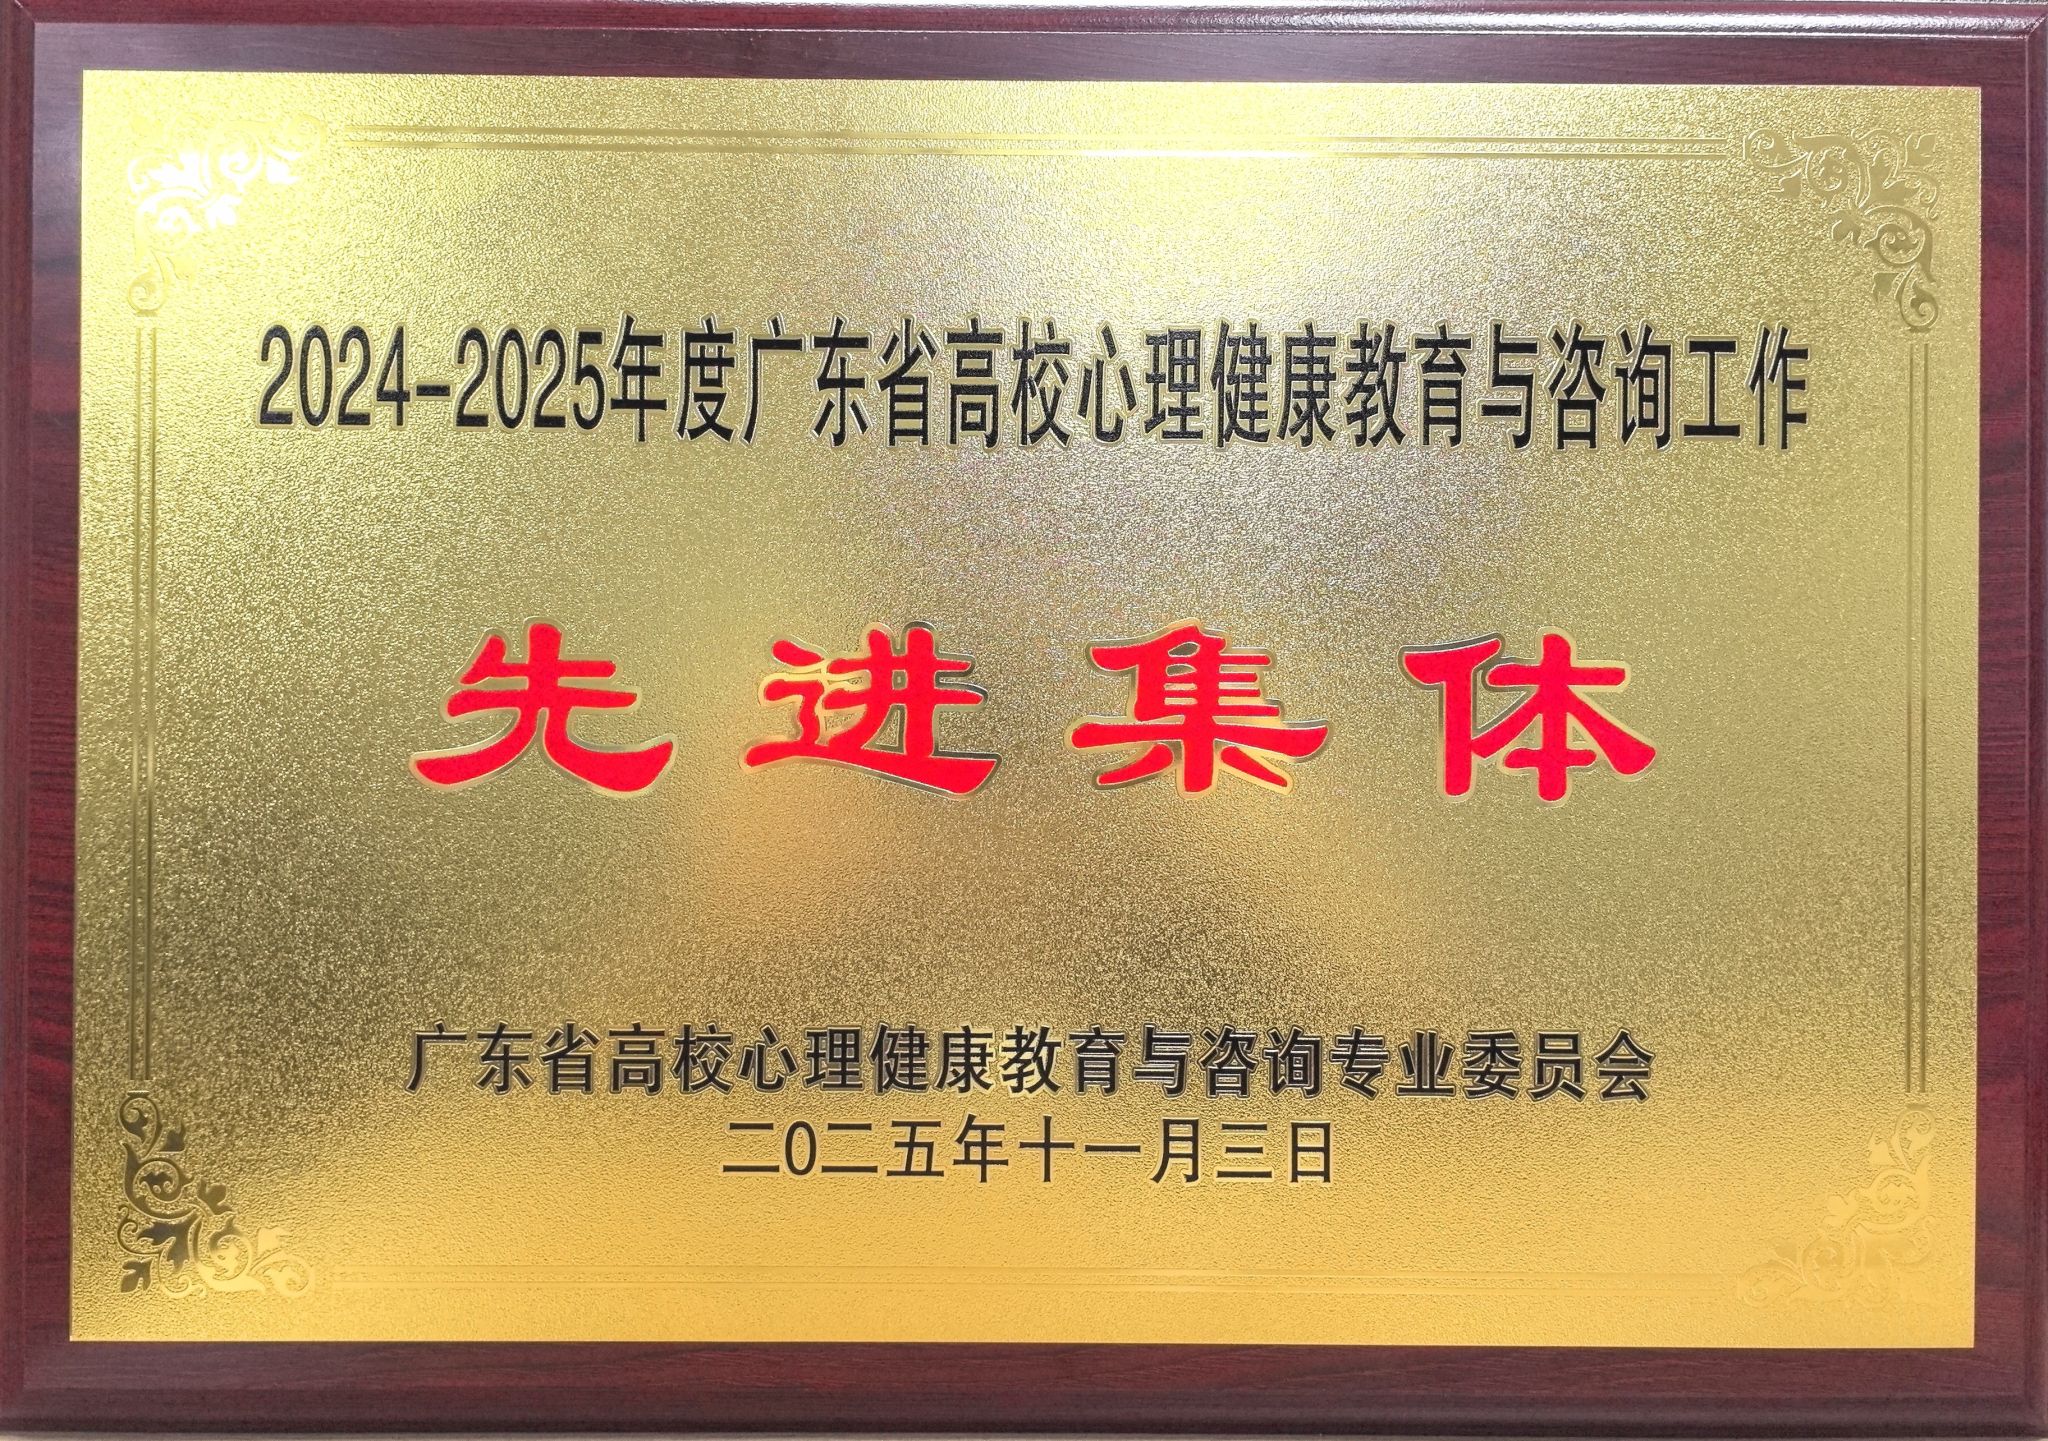 2024-2025年度广东省高校心理健康教育与咨询工作
先进集体
广东省高校心理健康教育与咨询专业委员会
二0二五年十一月三日